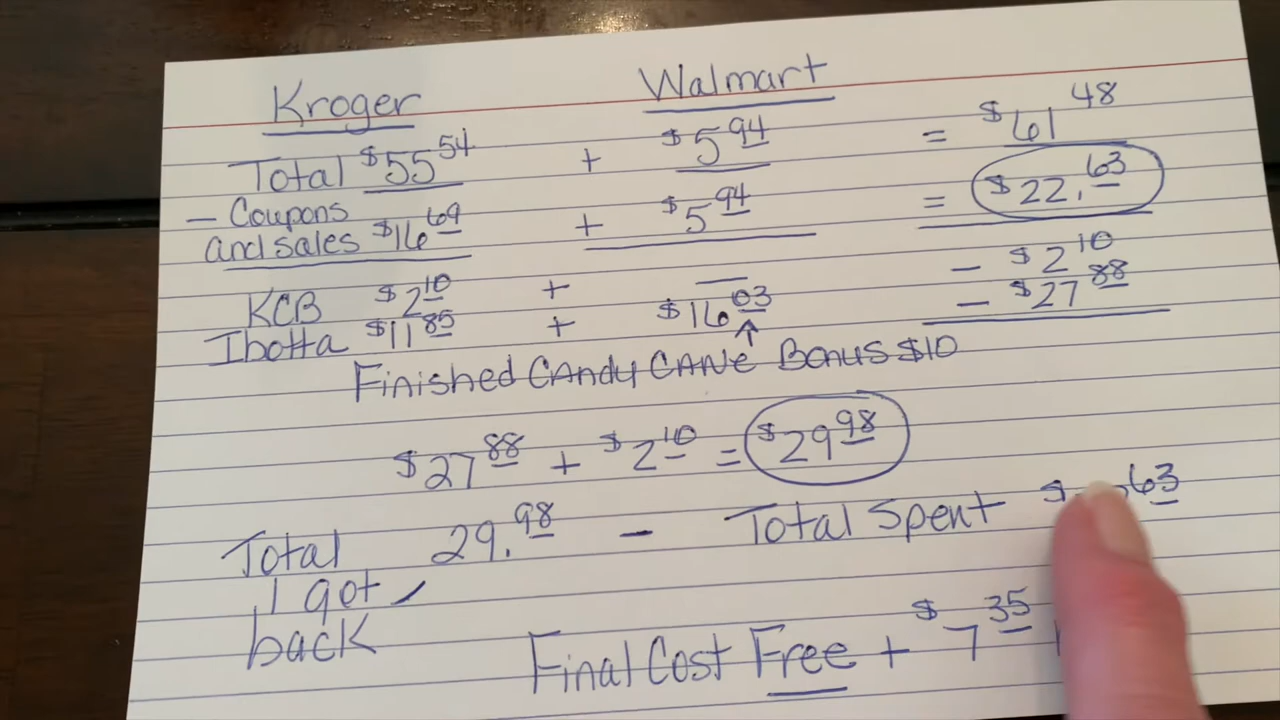 Kroger Walmart
Total $55 54 + $5 94 = $61 48
— Coupons
and sales $16 69 + $5 94 = $22. 63
KCB $2 10 + — — $2 10
Ibotta $11 85 + $16 03 — $27 88
↑
Finished CANdy CANe Bonus $10
$27 88 + $2 10 = $29 98
Total 29. 98 — Total Spent $ 63
I got
back
Final Cost Free + $7 35